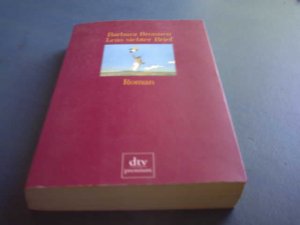 Barbara Bronnen
Leas siebter Brief
Roman
dtv
premium